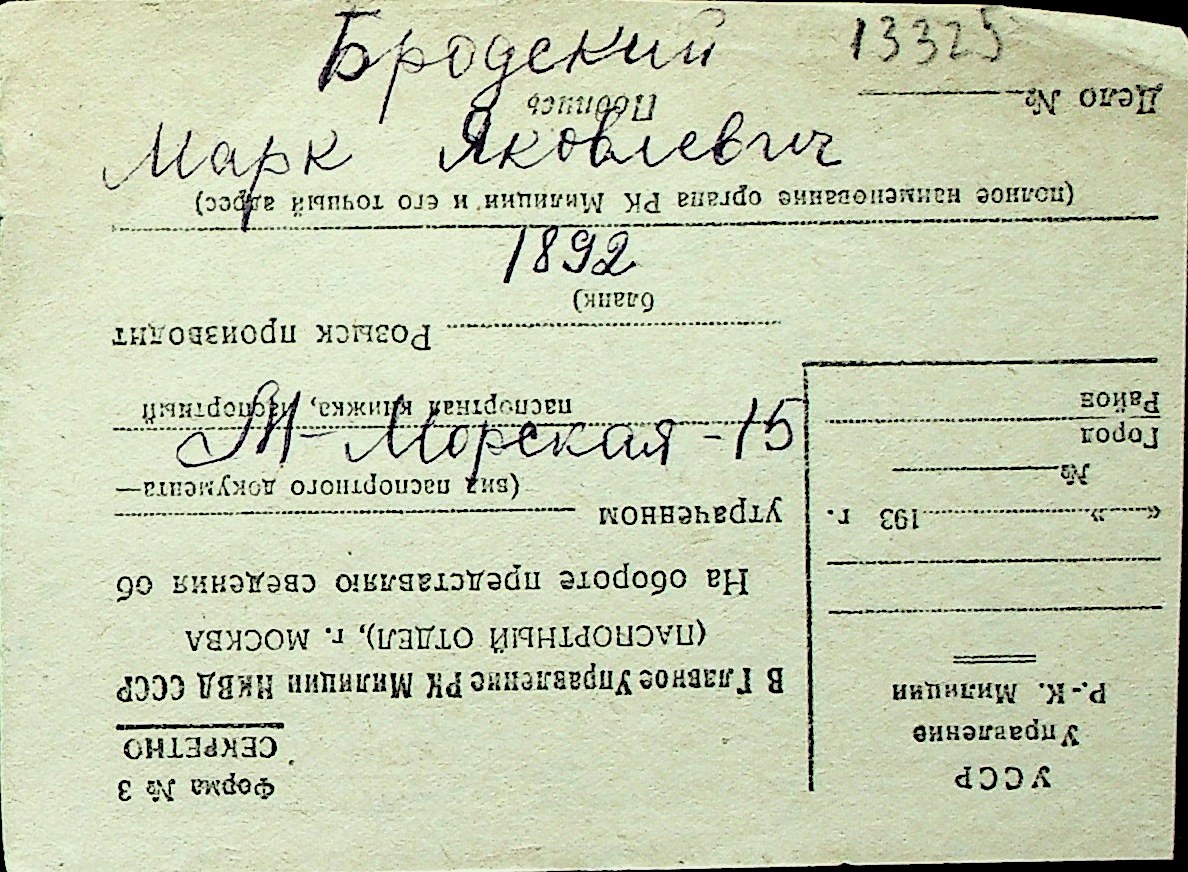 Бродский 13325
Марк Яковлевич
1892
М-Морская-15
УССР
Управление
Р.-К. Милиции
« » 193 г.
№
Город
Район
Форма № 3
СЕКРЕТНО
В Главное Управление РК Милиции НКВД СССР
(ПАСПОРТНЫЙ ОТДЕЛ), г. МОСКВА
На обороте представляю сведения об
утраченном
(вид паспортного документа—
паспортная книжка, паспортный
Розыск производит
бланк)
(полное наименование органа РК Милиции и его точный адрес)
Дело №
Подпись